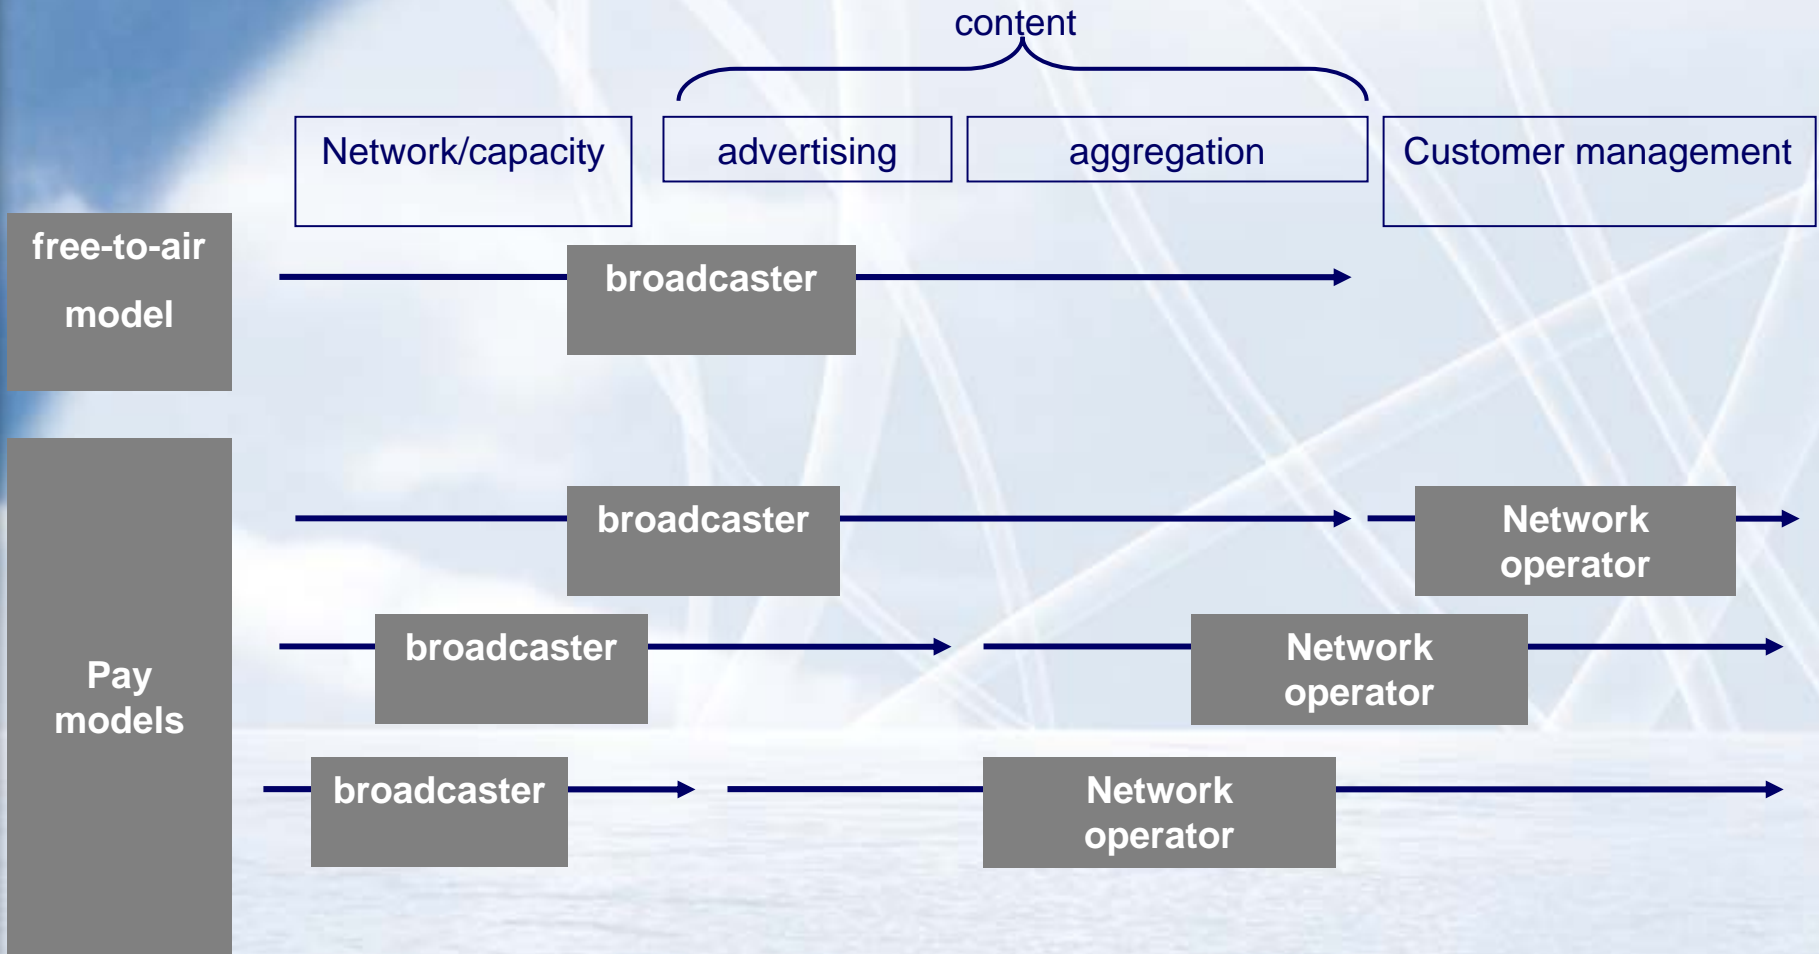 content
Network/capacity
advertising
aggregation
Customer management
free-to-air
model
broadcaster
Pay
models
broadcaster
Network
operator
broadcaster
Network
operator
broadcaster
Network
operator